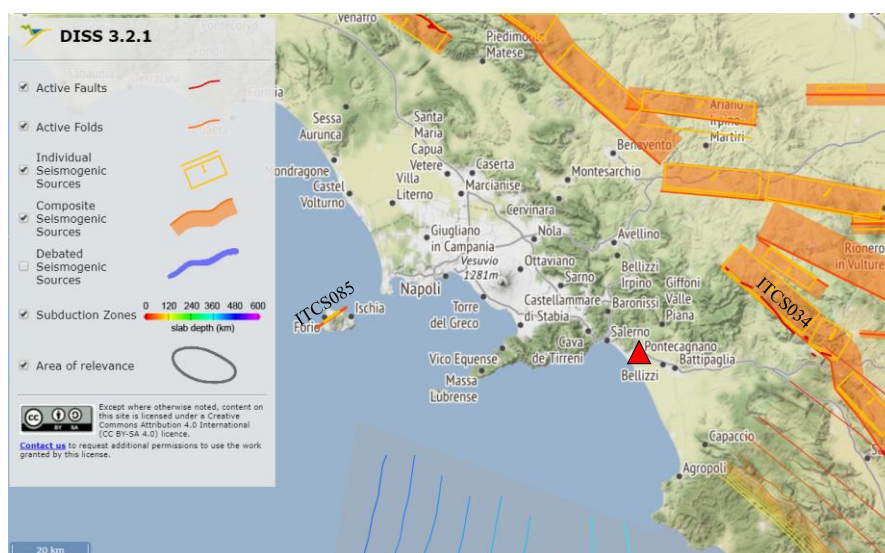 DISS 3.2.1
Active Faults
Active Folds
Individual
Seismogenic
Sources
Composite
Seismogenic
Sources
Debated
Seismogenic
Sources
Subduction Zones
0 120 240 360 480 600
slab depth (km)
Area of relevance
cc
BY SA
Except where otherwise noted, content on
this site is licensed under a Creative
Commons Attribution 4.0 International
(CC BY-SA 4.0) licence.
Contact us to request additional permissions to use the work
granted by this license.
20 km
Venafro
Piedimonte
Matese
Formia
Sessa
Aurunca
Mondragone
Castel
Volturno
Santa
Maria
Capua
Vetere
Villa
Literno
Caserta
Marcianise
Montesarchio
Benevento
Ariano
Irpino
Martiri
Cervinara
Giugliano
in Campania
Nola
Avellino
Vesuvio
1281m
Ottaviano
Napoli
Sarno
Bellizzi
Irpino
Giffoni
Valle
Piana
Rionero
in Vulture
ITCS085
ITCS034
Forio
Ischia
Torre
del Greco
Castellammare
di Stabia
Baronissi
Salerno
Pontecagnano
Cava
de' Tirreni
Battipaglia
Bellizzi
Vico Equense
Massa
Lubrense
Capaccio
Agropoli